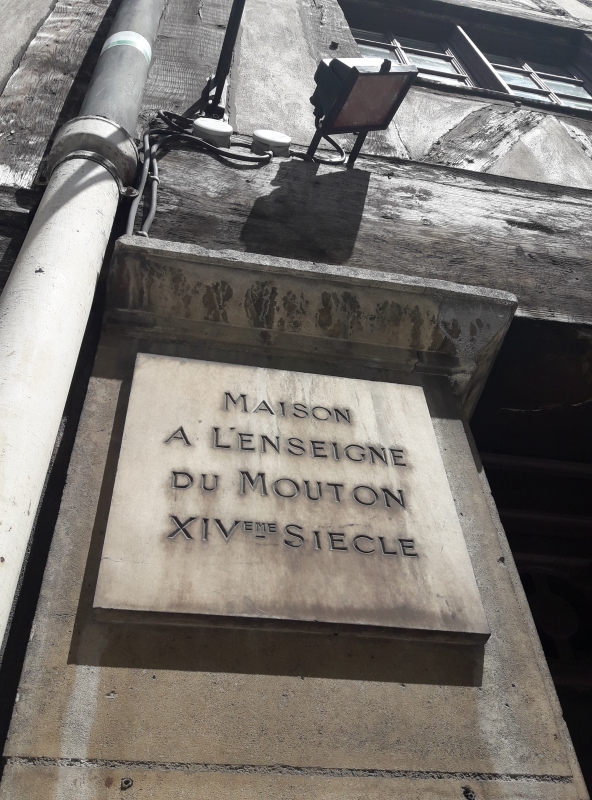 MAISON
A L'ENSEIGNE
DU MOUTON
XIVEME SIECLE